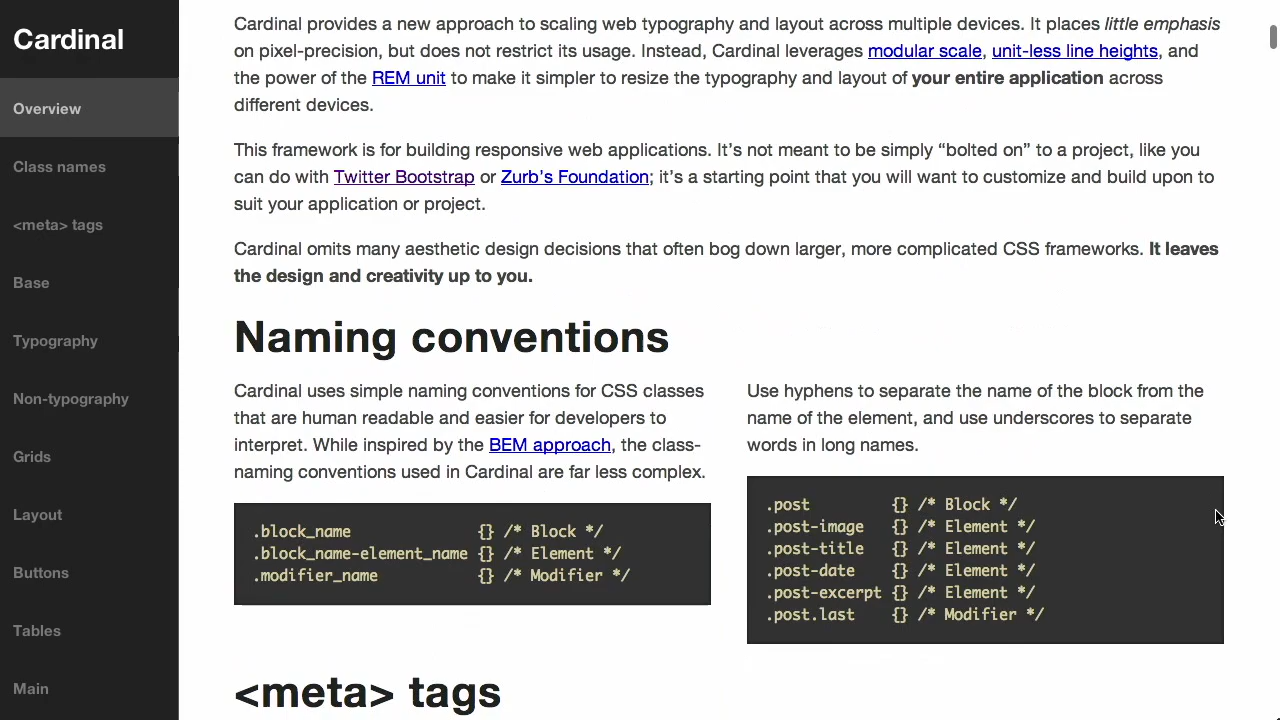 Cardinal
Overview
Class names
<meta> tags
Base
Typography
Non-typography
Grids
Layout
Buttons
Tables
Main
Cardinal provides a new approach to scaling web typography and layout across multiple devices. It places little emphasis
on pixel-precision, but does not restrict its usage. Instead, Cardinal leverages modular scale, unit-less line heights, and
the power of the REM unit to make it simpler to resize the typography and layout of your entire application across
different devices.
This framework is for building responsive web applications. It’s not meant to be simply “bolted on” to a project, like you
can do with Twitter Bootstrap or Zurb’s Foundation; it’s a starting point that you will want to customize and build upon to
suit your application or project.
Cardinal omits many aesthetic design decisions that often bog down larger, more complicated CSS frameworks. It leaves
the design and creativity up to you.
Naming conventions
Cardinal uses simple naming conventions for CSS classes
that are human readable and easier for developers to
interpret. While inspired by the BEM approach, the class-
naming conventions used in Cardinal are far less complex.
.block_name {} /* Block */
.block_name-element_name {} /* Element */
.modifier_name {} /* Modifier */
Use hyphens to separate the name of the block from the
name of the element, and use underscores to separate
words in long names.
.post {} /* Block */
.post-image {} /* Element */
.post-title {} /* Element */
.post-date {} /* Element */
.post-excerpt {} /* Element */
.post.last {} /* Modifier */
<meta> tags